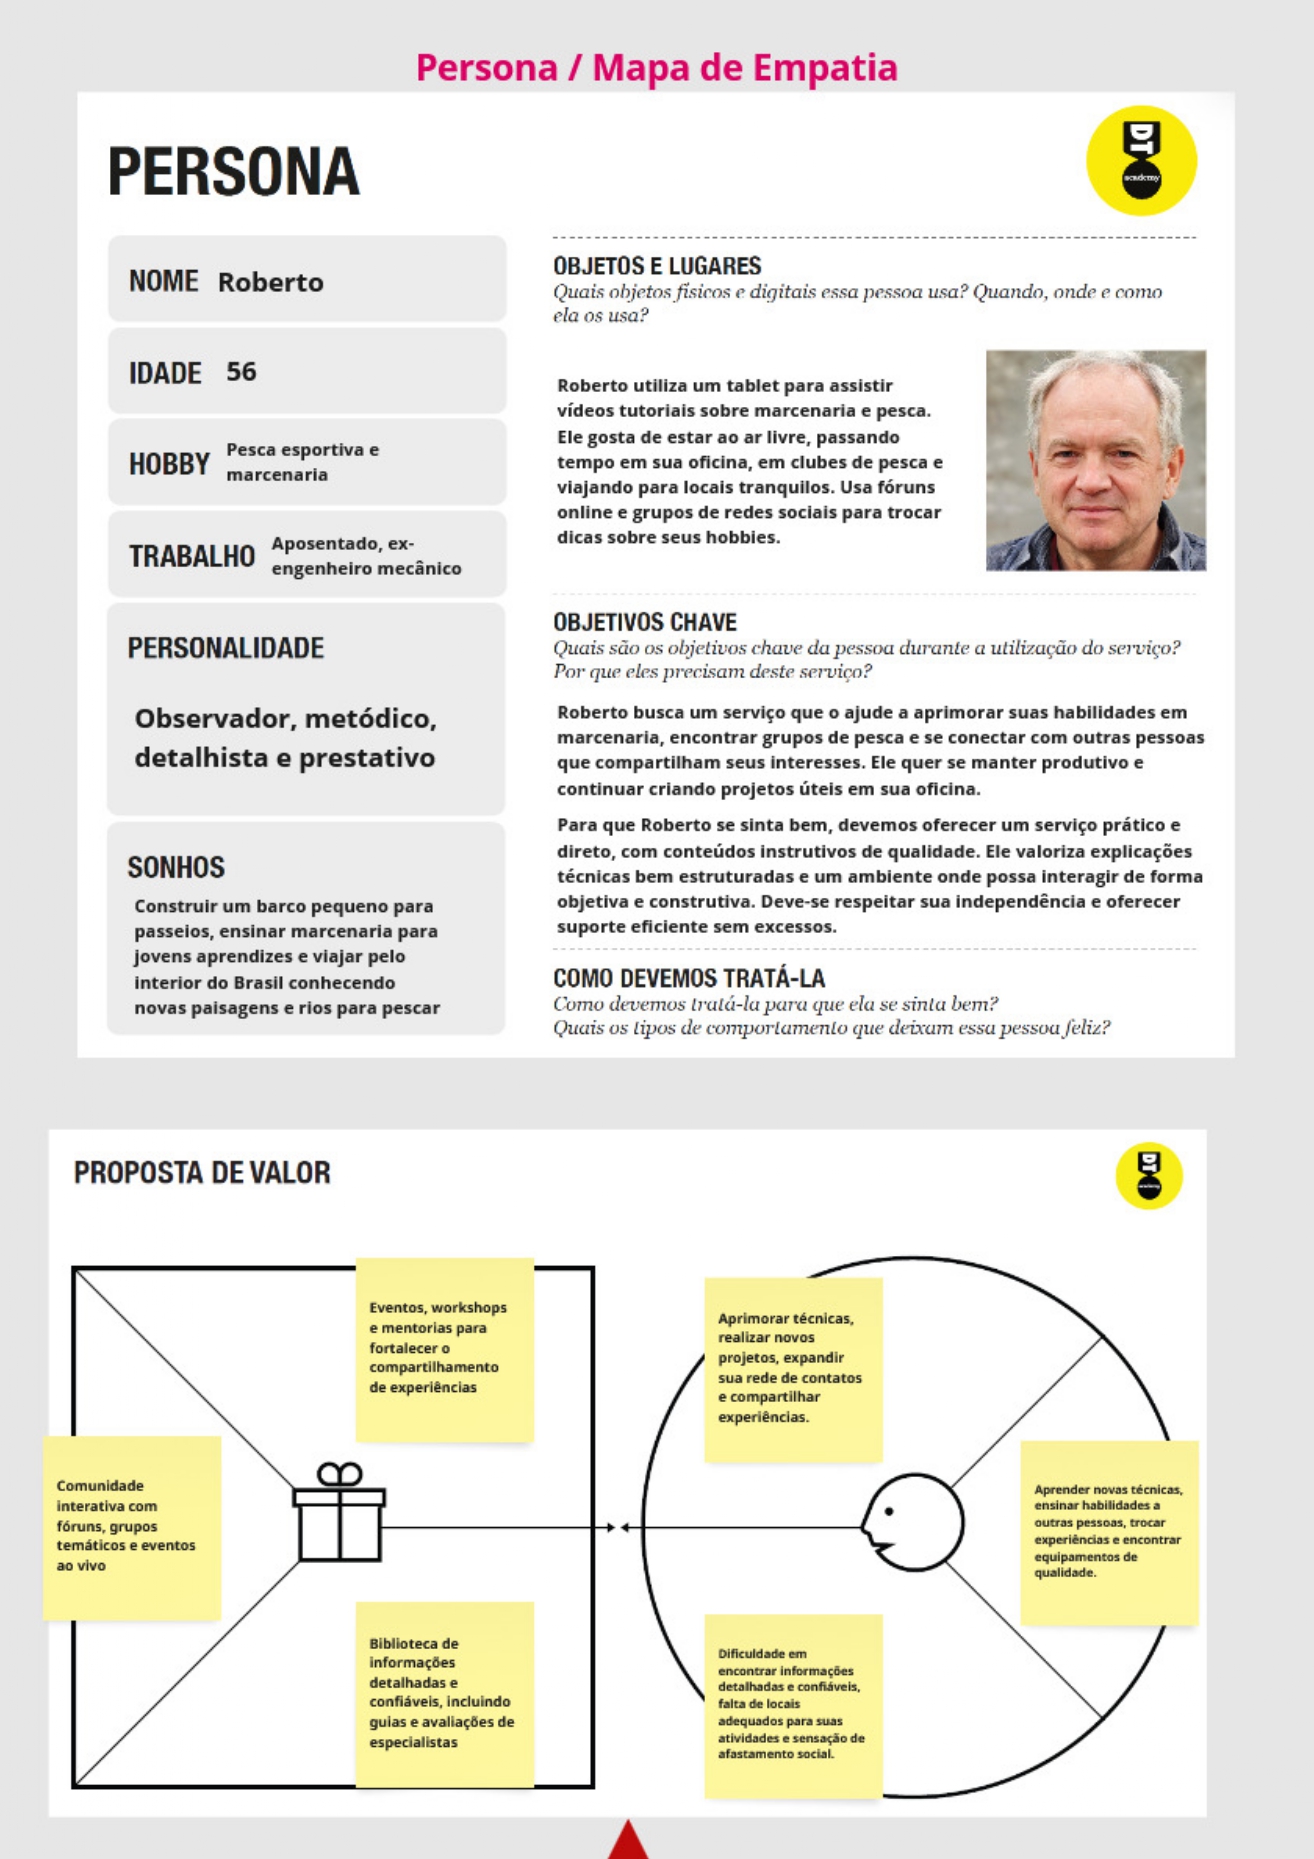 Persona / Mapa de Empatia
PERSONA
DT
academy
NOME Roberto
IDADE 56
HOBBY Pesca esportiva e
marcenaria
TRABALHO Aposentado, ex-
engenheiro mecânico
PERSONALIDADE
Observador, metódico,
detalhista e prestativo
SONHOS
Construir um barco pequeno para
passeios, ensinar marcenaria para
jovens aprendizes e viajar pelo
interior do Brasil conhecendo
novas paisagens e rios para pescar
OBJETOS E LUGARES
Quais objetos físicos e digitais essa pessoa usa? Quando, onde e como
ela os usa?
Roberto utiliza um tablet para assistir
vídeos tutoriais sobre marcenaria e pesca.
Ele gosta de estar ao ar livre, passando
tempo em sua oficina, em clubes de pesca e
viajando para locais tranquilos. Usa fóruns
online e grupos de redes sociais para trocar
dicas sobre seus hobbies.
OBJETIVOS CHAVE
Quais são os objetivos chave da pessoa durante a utilização do serviço?
Por que eles precisam deste serviço?
Roberto busca um serviço que o ajude a aprimorar suas habilidades em
marcenaria, encontrar grupos de pesca e se conectar com outras pessoas
que compartilham seus interesses. Ele quer se manter produtivo e
continuar criando projetos úteis em sua oficina.
Para que Roberto se sinta bem, devemos oferecer um serviço prático e
direto, com conteúdos instrutivos de qualidade. Ele valoriza explicações
técnicas bem estruturadas e um ambiente onde possa interagir de forma
objetiva e construtiva. Deve-se respeitar sua independência e oferecer
suporte eficiente sem excessos.
COMO DEVEMOS TRATÁ-LA
Como devemos tratá-la para que ela se sinta bem?
Quais os tipos de comportamento que deixam essa pessoa feliz?
PROPOSTA DE VALOR
DT
academy
Eventos, workshops
e mentorias para
fortalecer o
compartilhamento
de experiências
Comunidade
interativa com
fóruns, grupos
temáticos e eventos
ao vivo
Biblioteca de
informações
detalhadas e
confiáveis, incluindo
guias e avaliações de
especialistas
Aprimorar técnicas,
realizar novos
projetos, expandir
sua rede de contatos
e compartilhar
experiências.
Aprender novas técnicas,
ensinar habilidades a
outras pessoas, trocar
experiências e encontrar
equipamentos de
qualidade.
Dificuldade em
encontrar informações
detalhadas e confiáveis,
falta de locais
adequados para suas
atividades e sensação de
afastamento social.